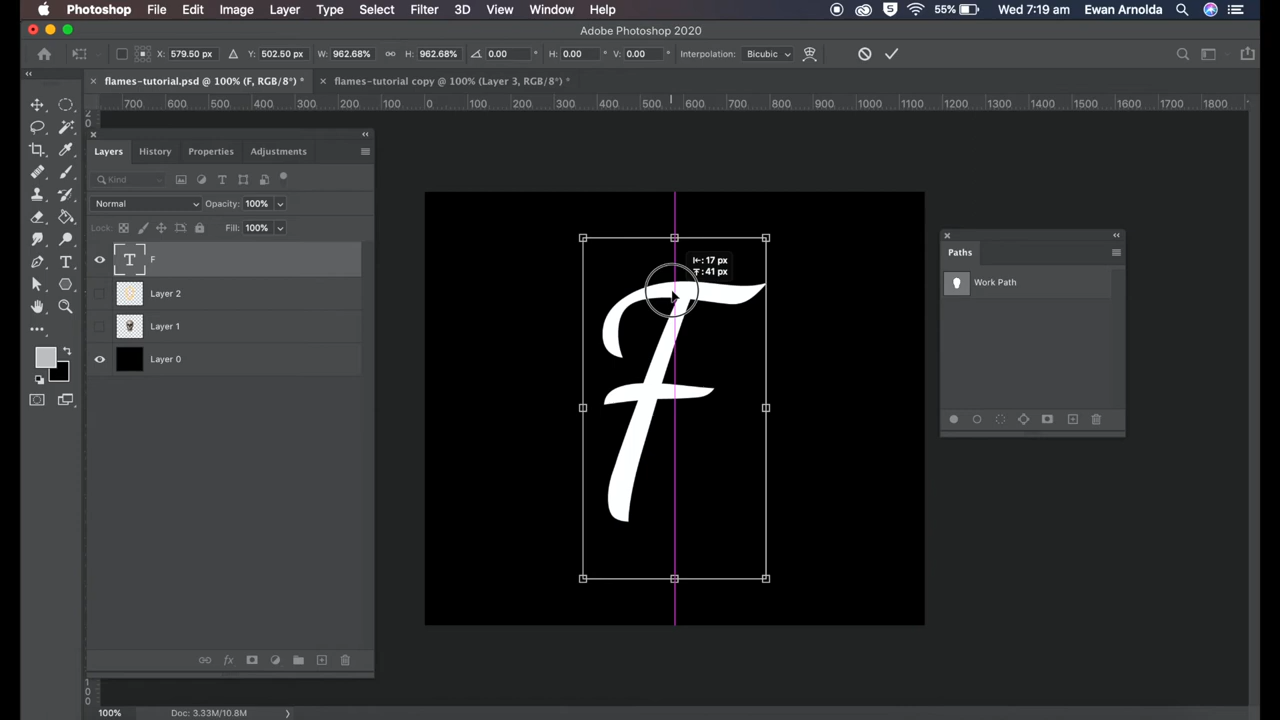 Photoshop File Edit Image Layer Type Select Filter 3D View Window Help 55% Wed 7:19 am Ewan Arnolda
Adobe Photoshop 2020
X: 579.50 px Y: 502.50 px W: 962.68% H: 962.68% 0.00 ° H: 0.00 ° V: 0.00 ° Interpolation: Bicubic
flames-tutorial.psd @ 100% (F, RGB/8*) * flames-tutorial copy @ 100% (Layer 3, RGB/8*) *
700 600 500 400 300 200 100 0 100 200 300 400 500 600 700 800 900 1000 1100 1200 1300 1400 1500 1600 1700 1800
Layers History Properties Adjustments
Kind
Normal Opacity: 100%
Lock: Fill: 100%
T F
Layer 2
Layer 1
Layer 0
: 17 px
: 41 px
F
Paths
Work Path
100% Doc: 3.33M/10.8M